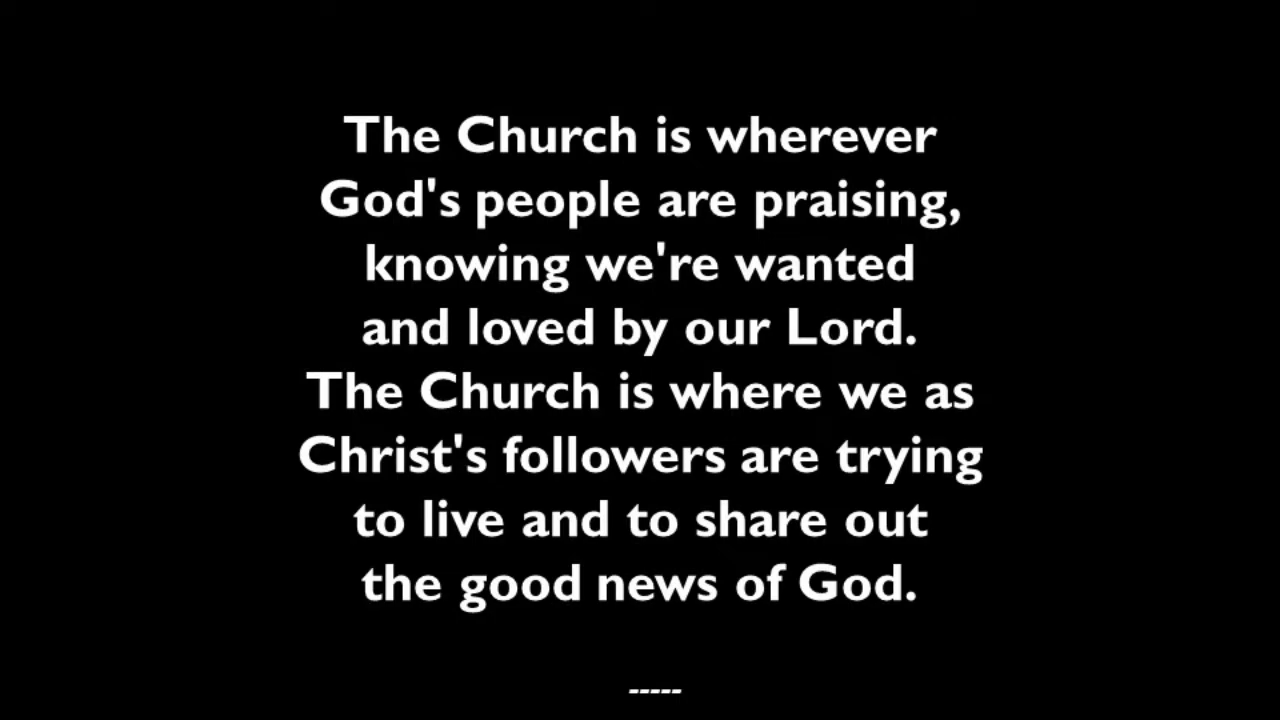 The Church is wherever
God's people are praising,
knowing we're wanted
and loved by our Lord.
The Church is where we as
Christ's followers are trying
to live and to share out
the good news of God.
-----